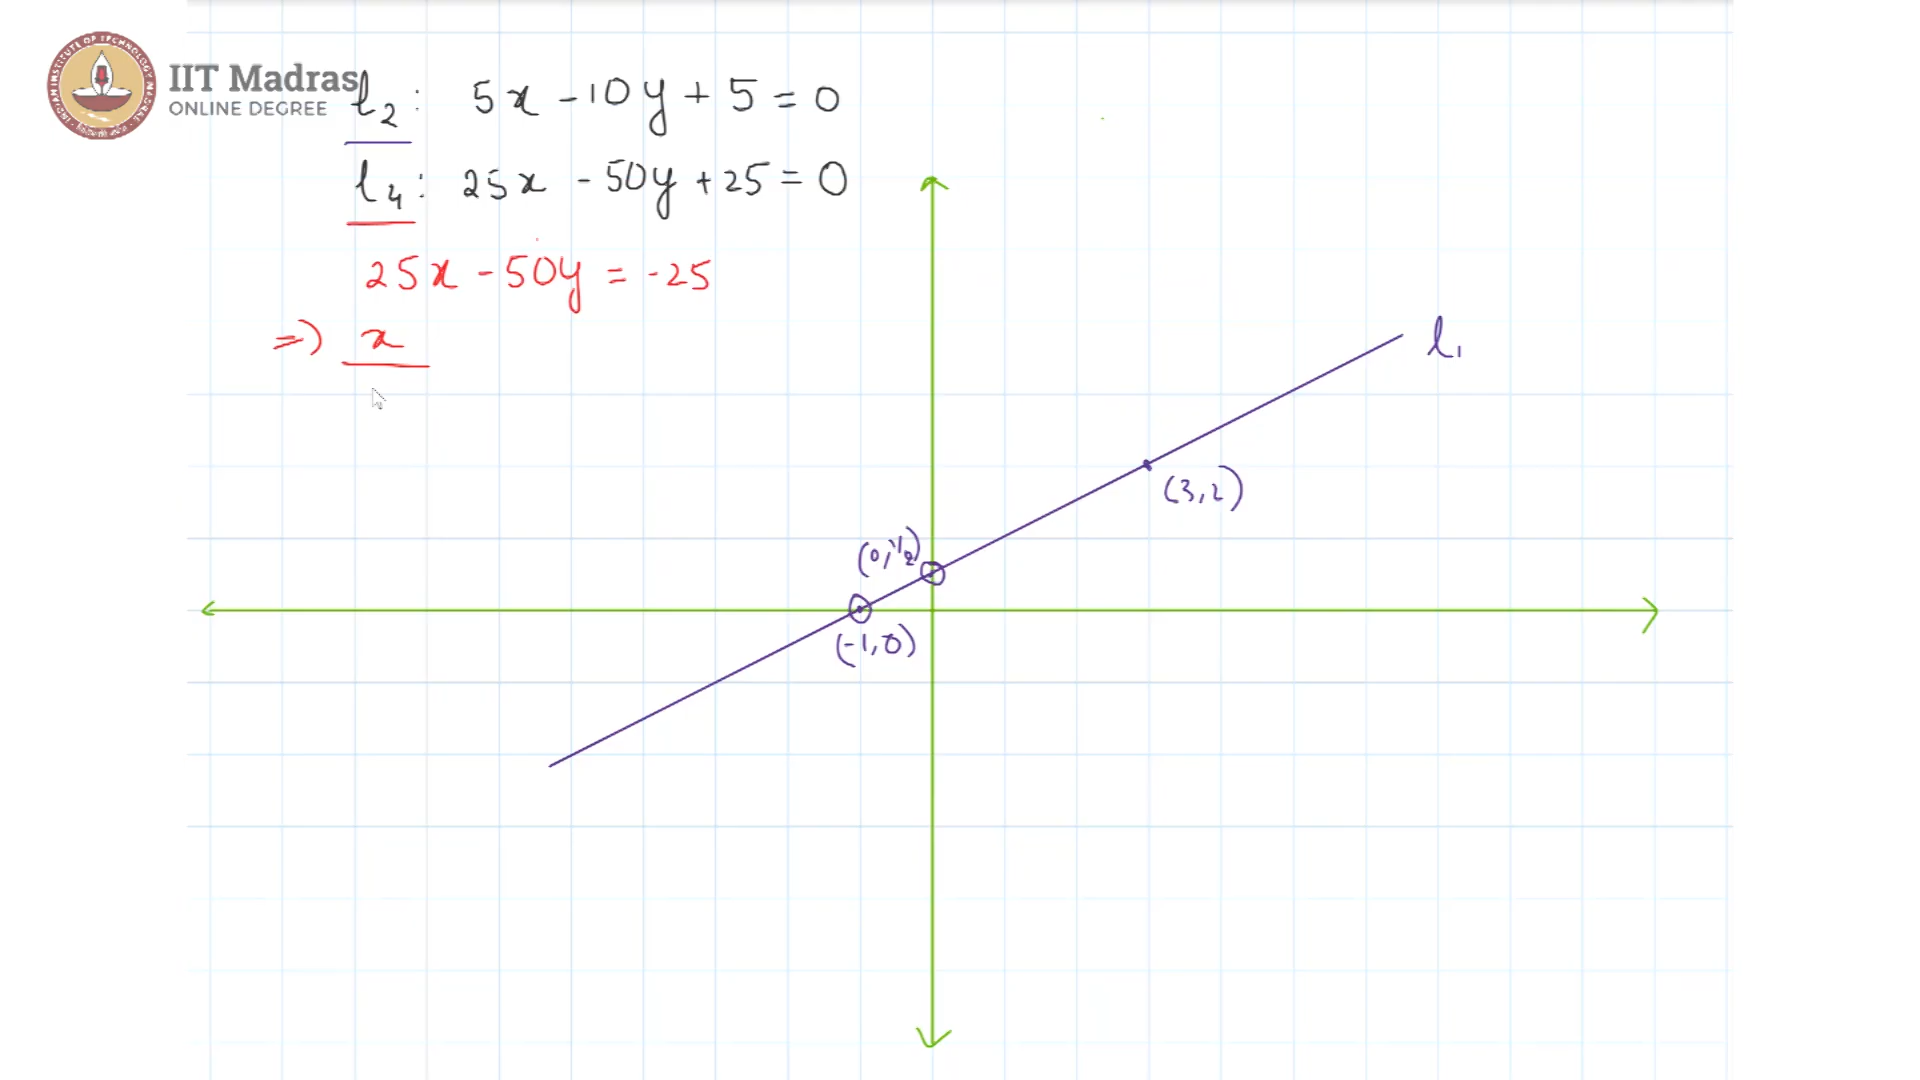 IIT Madras
ONLINE DEGREE
l₂ : 5x - 10y + 5 = 0
l₄ : 25x - 50y + 25 = 0
25x - 50y = -25
⇒ x
l₁
(3,2)
(0,1/2)
(-1,0)